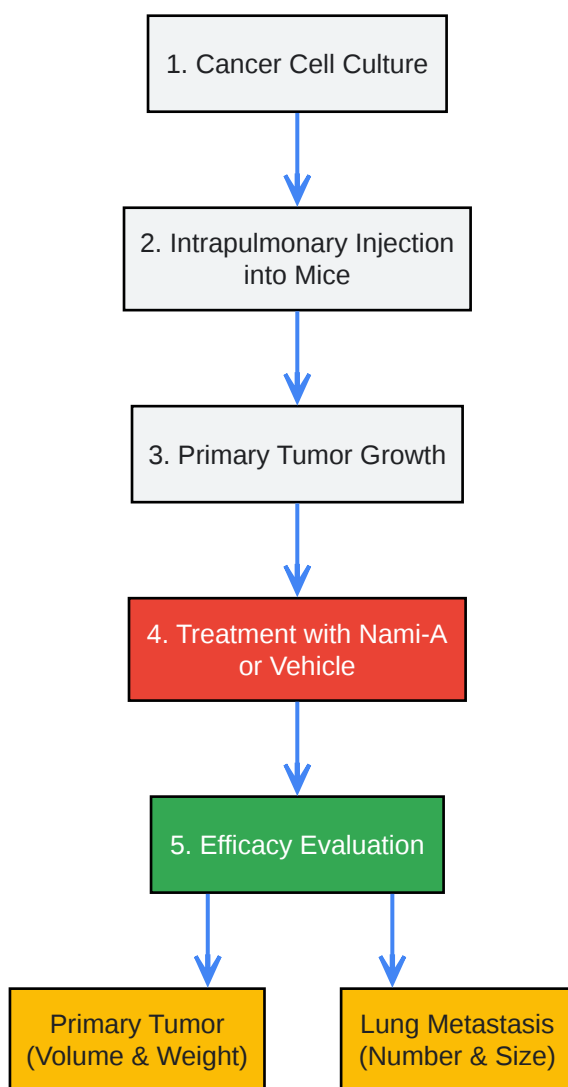 1. Cancer Cell Culture
2. Intrapulmonary Injection
into Mice
3. Primary Tumor Growth
4. Treatment with Nami-A
or Vehicle
5. Efficacy Evaluation
Primary Tumor
(Volume & Weight)
Lung Metastasis
(Number & Size)